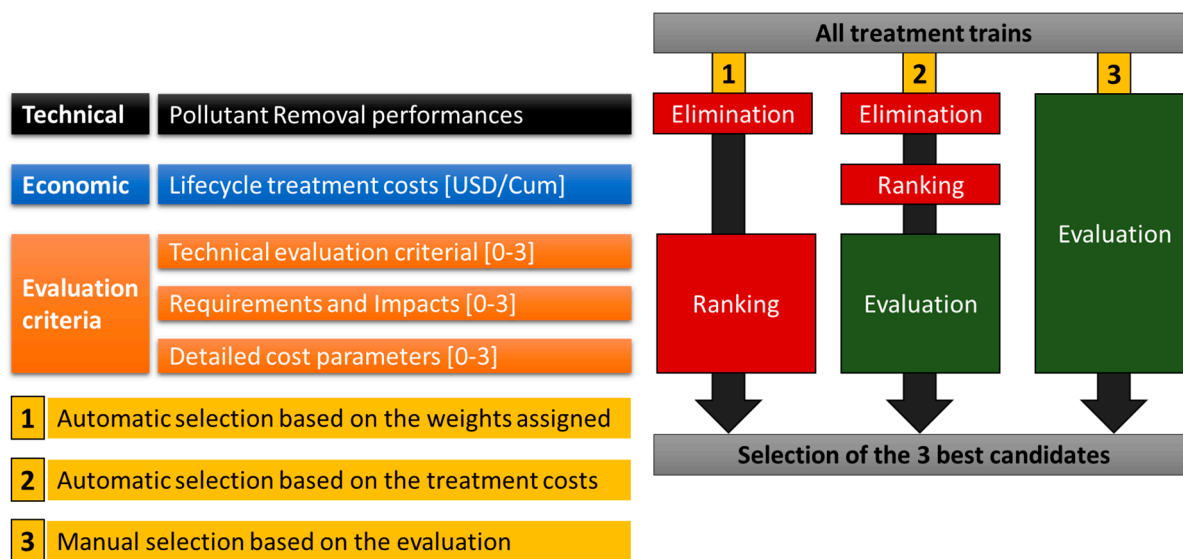 Technical
Pollutant Removal performances
Economic
Lifecycle treatment costs [USD/Cum]
Evaluation
criteria
Technical evaluation criterial [0-3]
Requirements and Impacts [0-3]
Detailed cost parameters [0-3]
1
Automatic selection based on the weights assigned
2
Automatic selection based on the treatment costs
3
Manual selection based on the evaluation
All treatment trains
1
2
3
Elimination
Ranking
Elimination
Ranking
Evaluation
Evaluation
Selection of the 3 best candidates